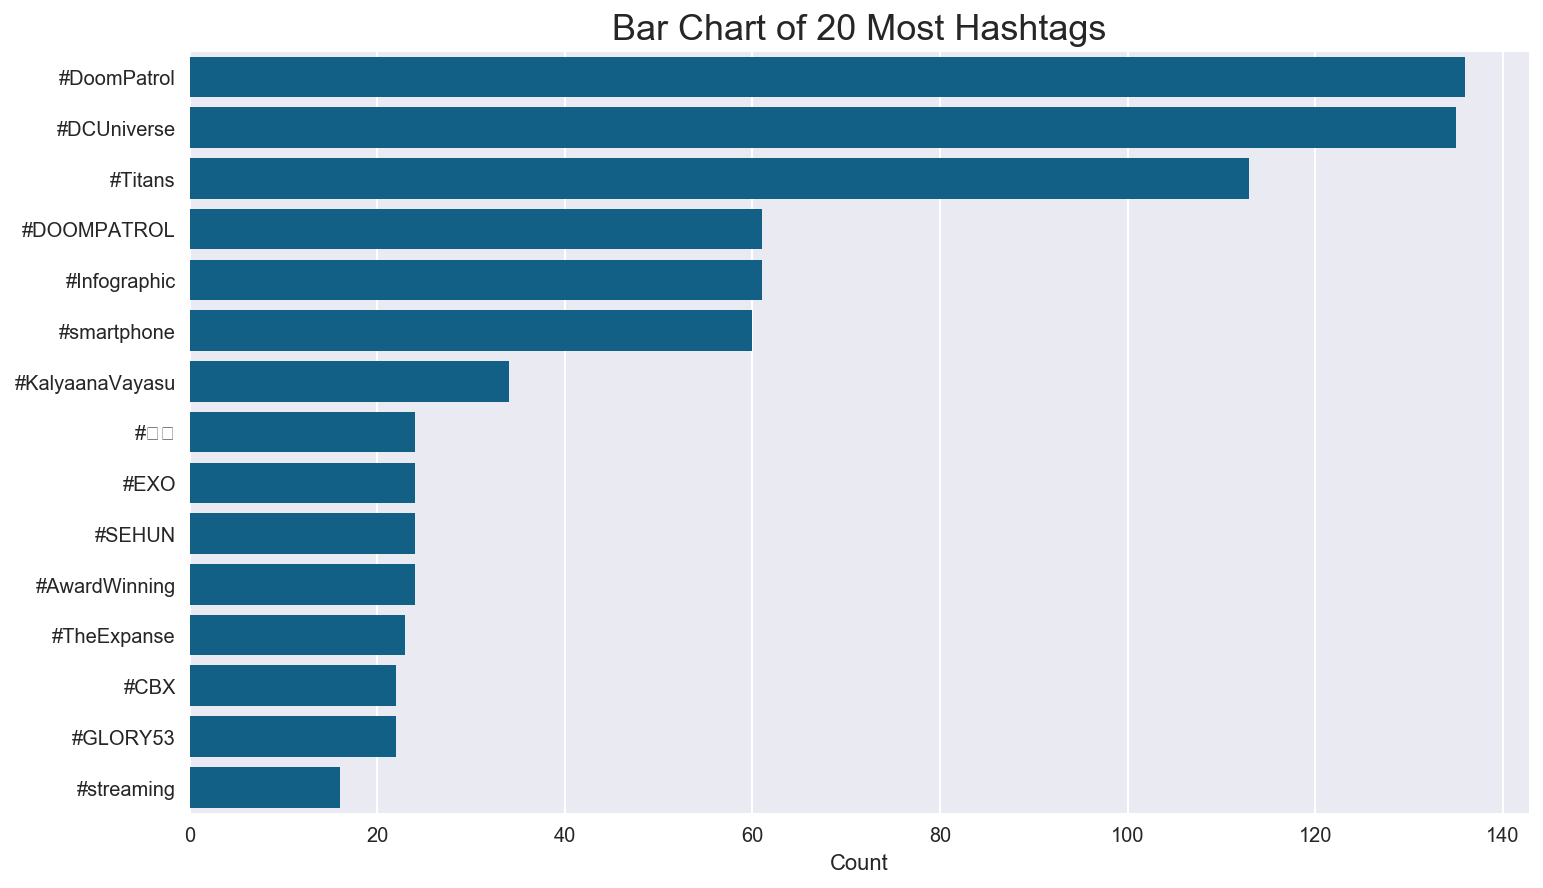 Bar Chart of 20 Most Hashtags
#DoomPatrol
#DCUniverse
#Titans
#DOOMPATROL
#Infographic
#smartphone
#KalyaanaVayasu
#
#EXO
#SEHUN
#AwardWinning
#TheExpanse
#CBX
#GLORY53
#streaming
0 20 40 60 80 100 120 140
Count